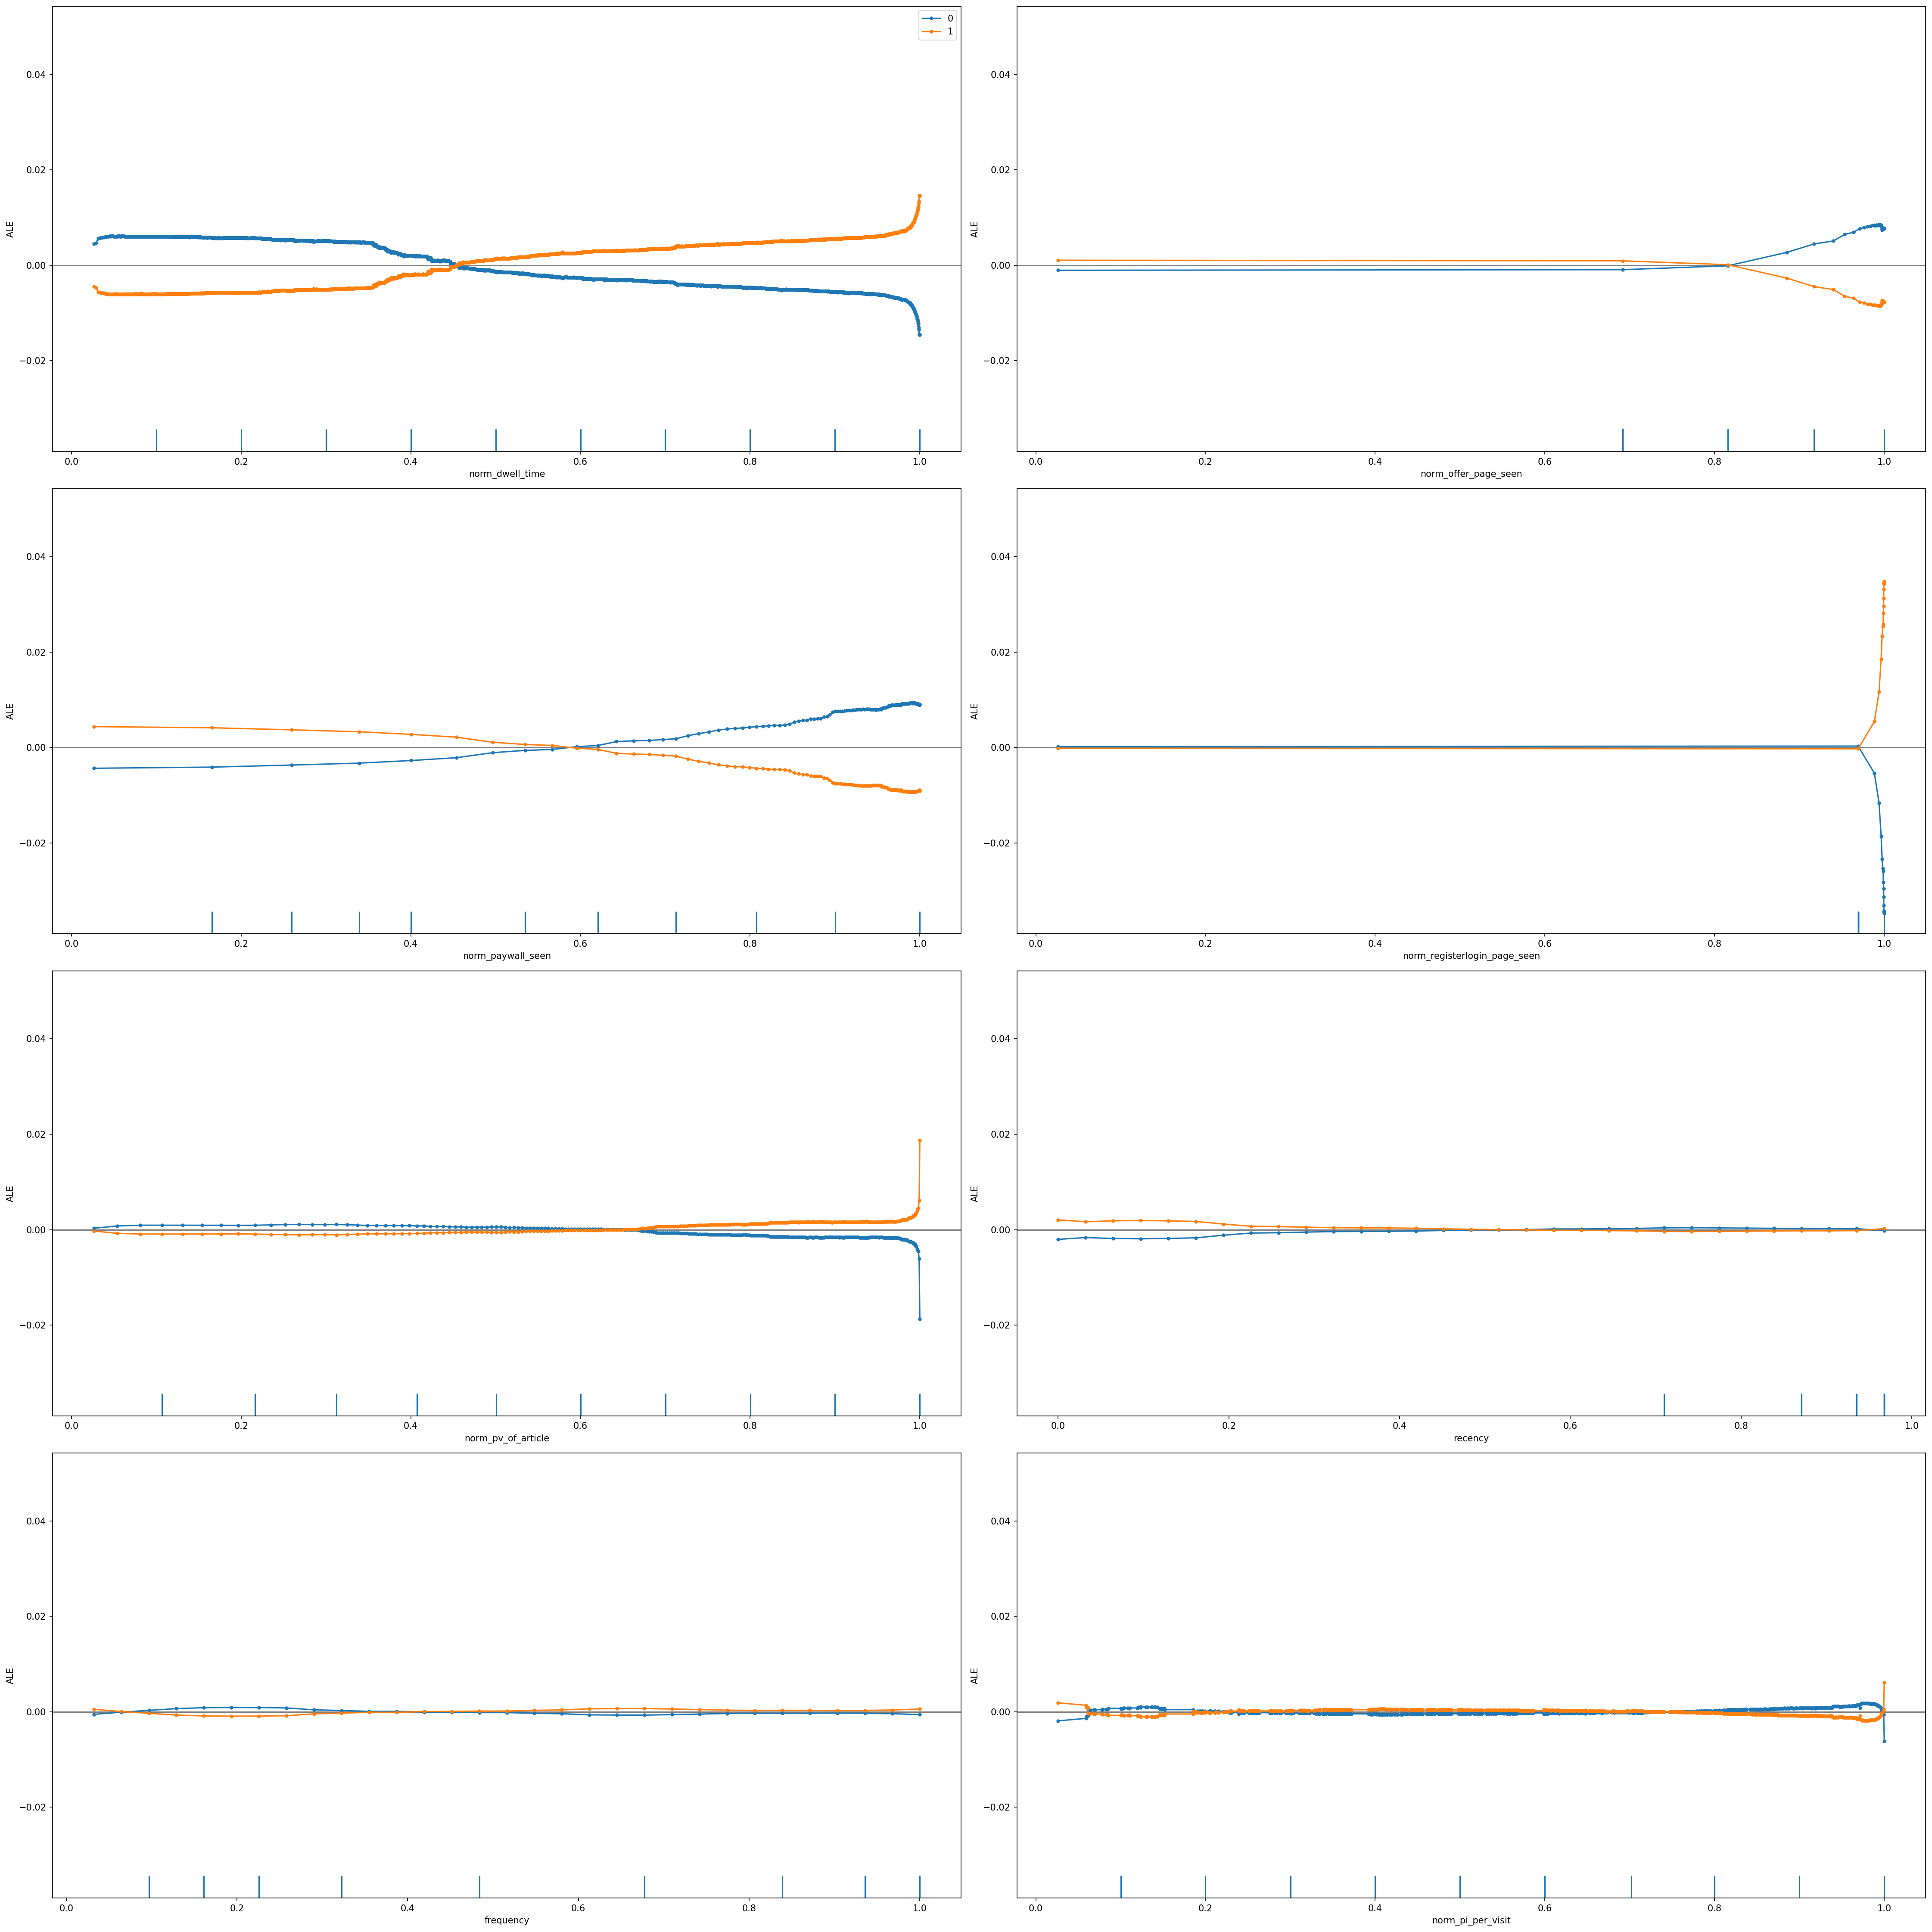 0
1
0.04
0.02
0.00
−0.02
ALE
0.0 0.2 0.4 0.6 0.8 1.0
norm_dwell_time
0.04
0.02
0.00
−0.02
ALE
0.0 0.2 0.4 0.6 0.8 1.0
norm_offer_page_seen
0.04
0.02
0.00
−0.02
ALE
0.0 0.2 0.4 0.6 0.8 1.0
norm_paywall_seen
0.04
0.02
0.00
−0.02
ALE
0.0 0.2 0.4 0.6 0.8 1.0
norm_registerlogin_page_seen
0.04
0.02
0.00
−0.02
ALE
0.0 0.2 0.4 0.6 0.8 1.0
norm_pv_of_article
0.04
0.02
0.00
−0.02
ALE
0.0 0.2 0.4 0.6 0.8 1.0
recency
0.04
0.02
0.00
−0.02
ALE
0.0 0.2 0.4 0.6 0.8 1.0
frequency
0.04
0.02
0.00
−0.02
ALE
0.0 0.2 0.4 0.6 0.8 1.0
norm_pi_per_visit